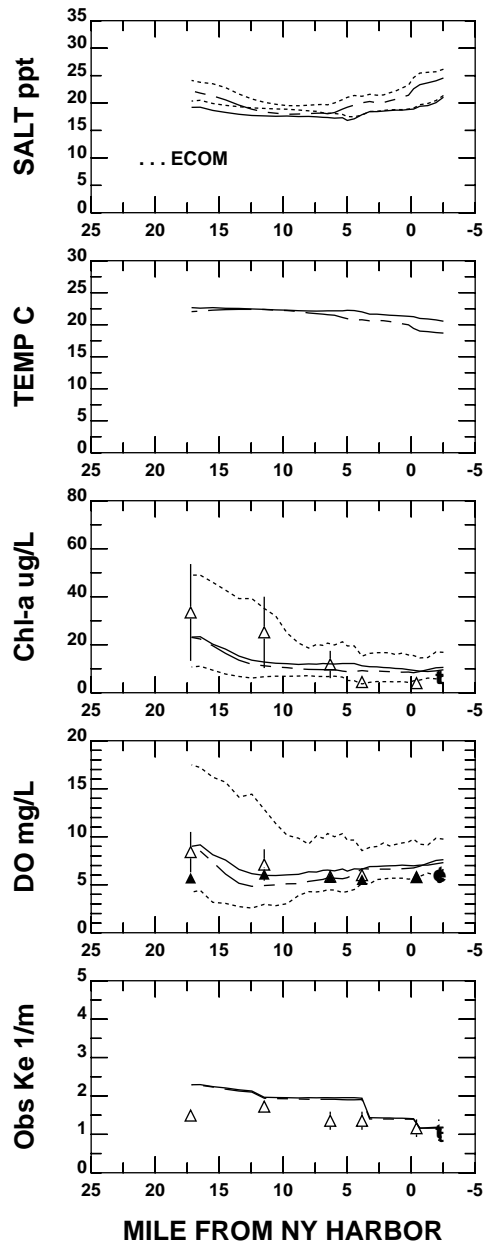 SALT ppt
35
30
25
20
15
10
5
0
. . . ECOM
25 20 15 10 5 0 -5
TEMP C
30
25
20
15
10
5
0
25 20 15 10 5 0 -5
Chl-a ug/L
80
60
40
20
0
25 20 15 10 5 0 -5
DO mg/L
20
15
10
5
0
25 20 15 10 5 0 -5
Obs Ke 1/m
5
4
3
2
1
0
25 20 15 10 5 0 -5
MILE FROM NY HARBOR